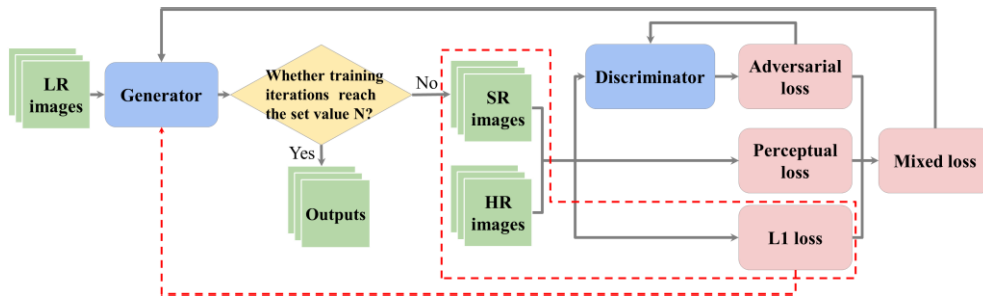 LR
images
Generator
Whether training
iterations reach
the set value N?
No
Yes
Outputs
SR
images
HR
images
Discriminator
Adversarial
loss
Perceptual
loss
L1 loss
Mixed loss